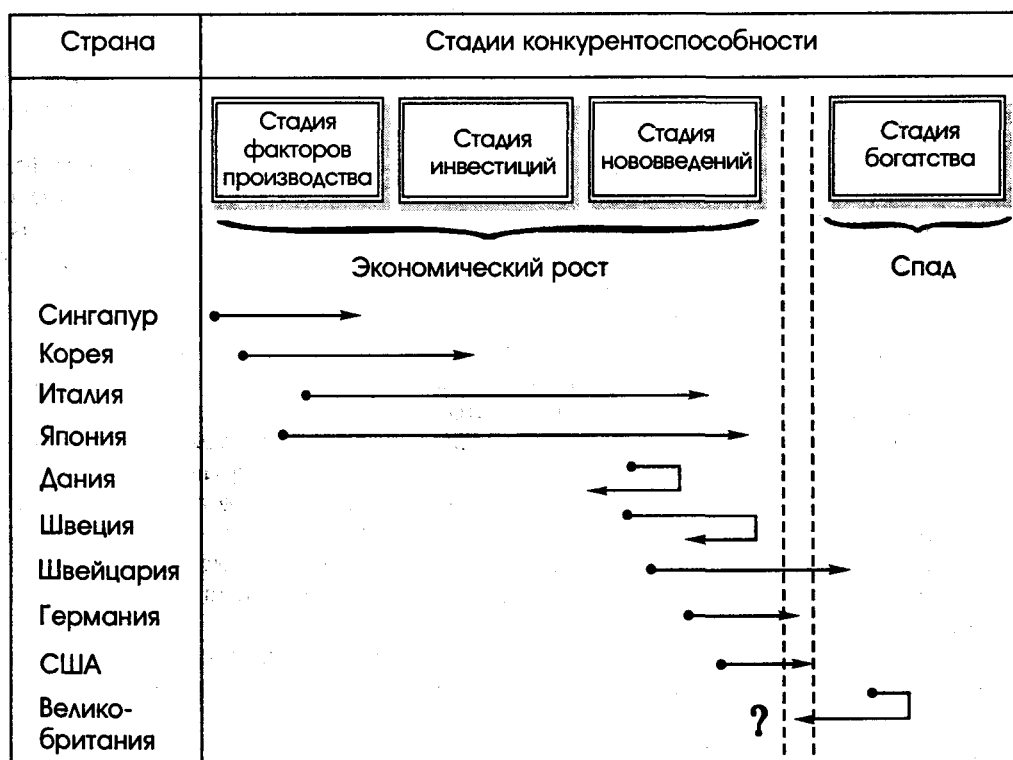 Страна
Стадии конкурентоспособности
Стадия
факторов
производства
Стадия
инвестиций
Стадия
нововведений
Стадия
богатства
Экономический рост
Спад
Сингапур
Корея
Италия
Япония
Дания
Швеция
Швейцария
Германия
США
Велико-
британия
?